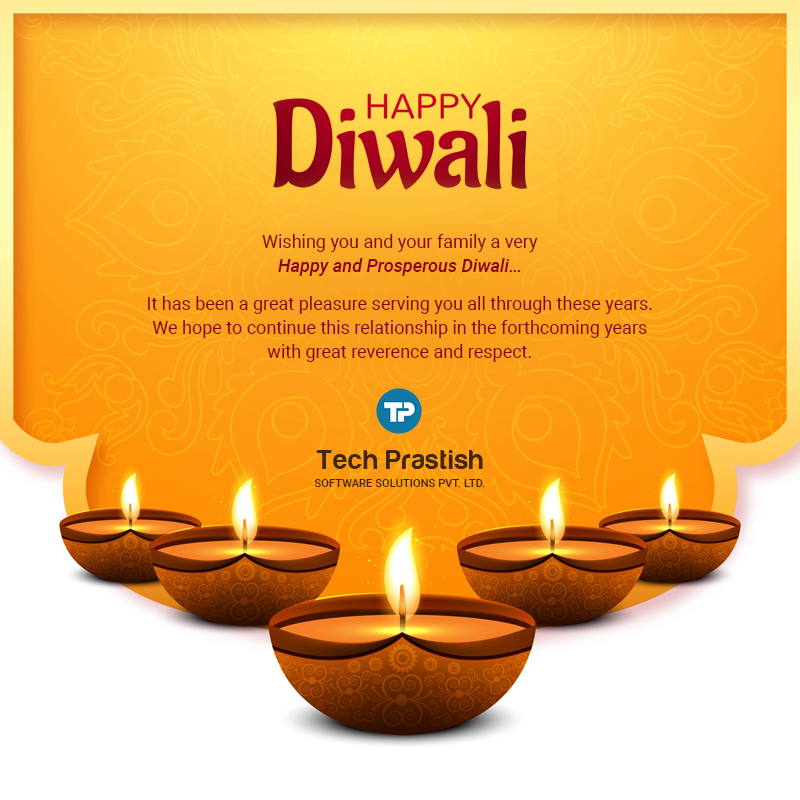 HAPPY
Diwali
Wishing you and your family a very
Happy and Prosperous Diwali...
It has been a great pleasure serving you all through these years.
We hope to continue this relationship in the forthcoming years
with great reverence and respect.
TP
Tech Prastish
SOFTWARE SOLUTIONS PVT. LTD.